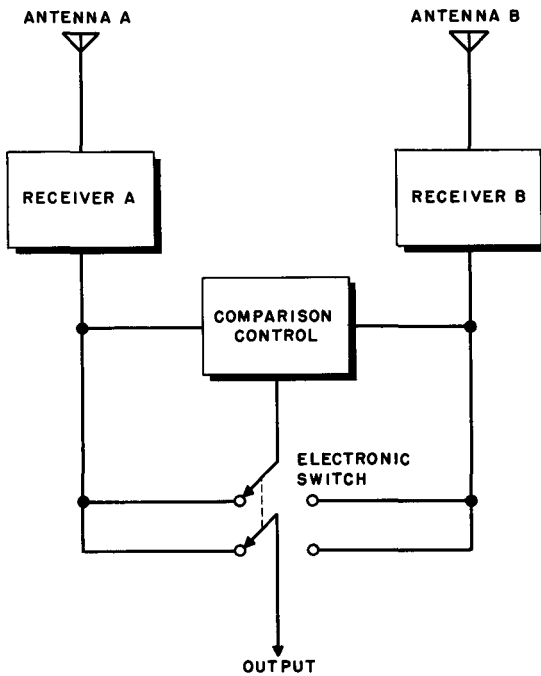 ANTENNA A
ANTENNA B
RECEIVER A
RECEIVER B
COMPARISON
CONTROL
ELECTRONIC
SWITCH
OUTPUT